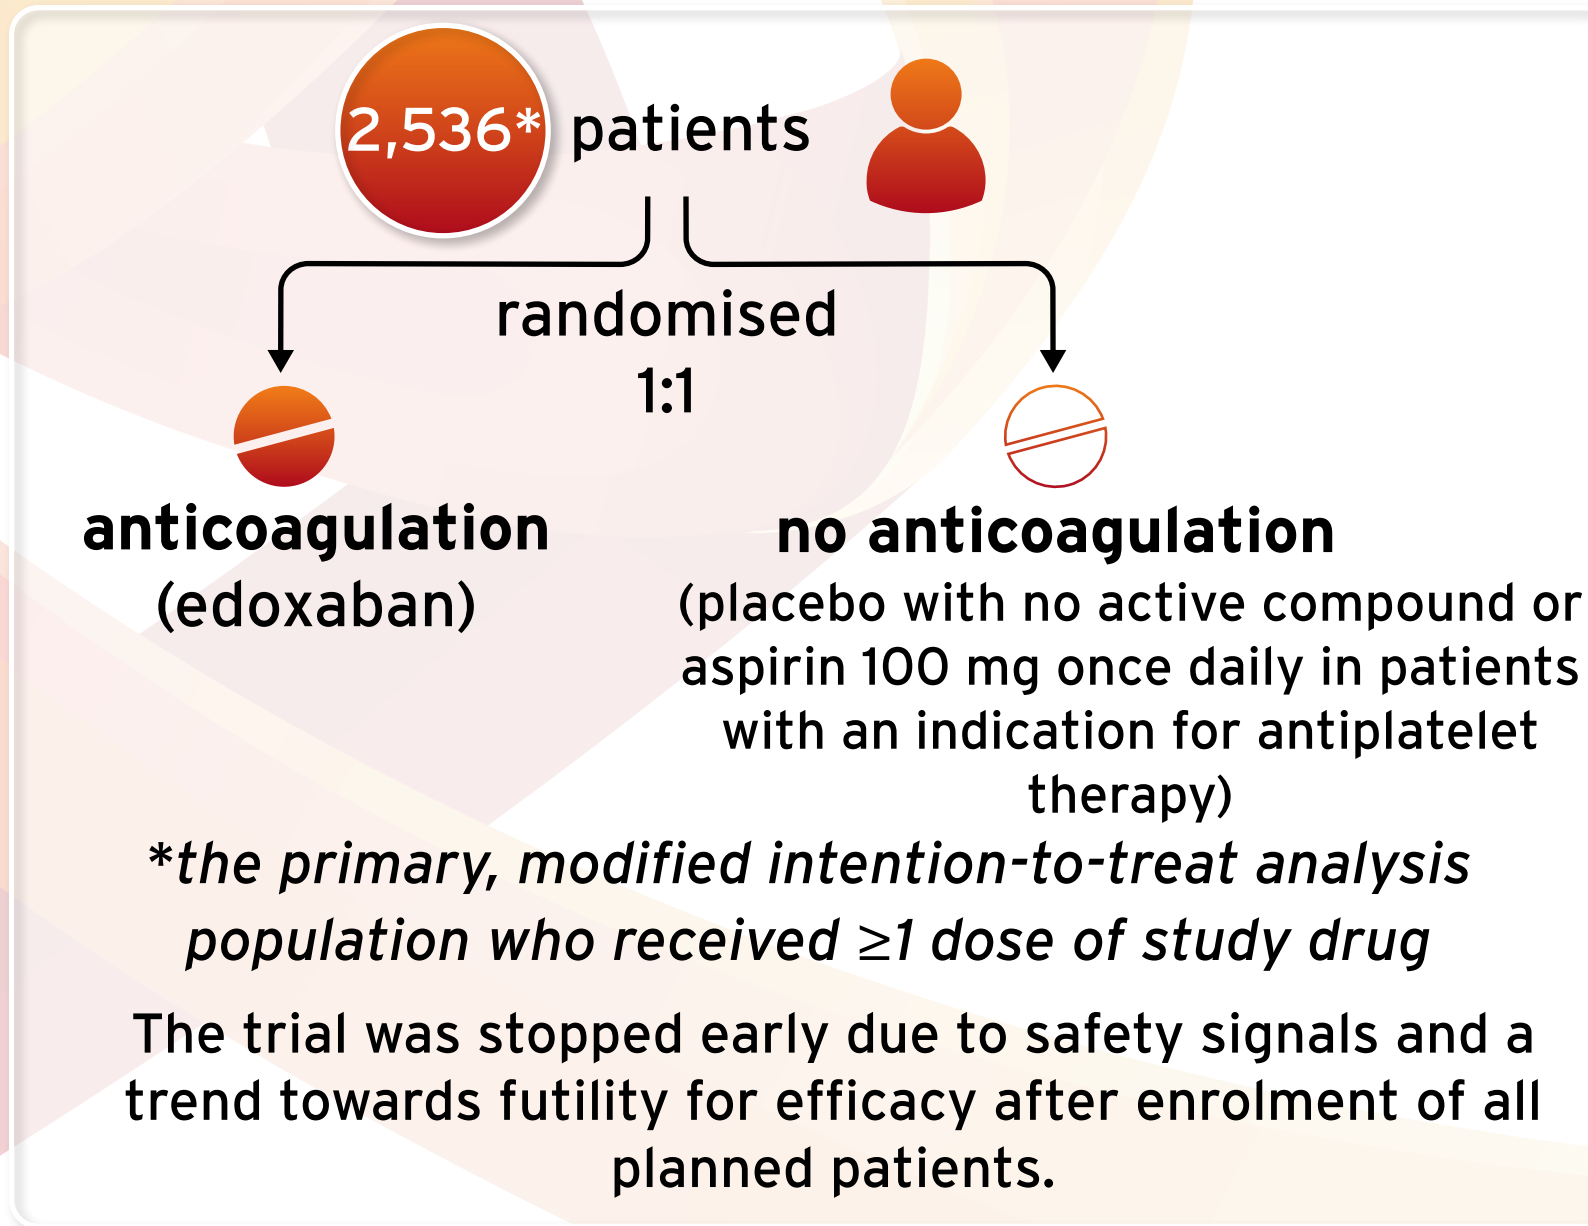 2,536* patients
randomised
1:1
anticoagulation
(edoxaban)
no anticoagulation
(placebo with no active compound or
aspirin 100 mg once daily in patients
with an indication for antiplatelet
therapy)
*the primary, modified intention-to-treat analysis
population who received ≥1 dose of study drug
The trial was stopped early due to safety signals and a
trend towards futility for efficacy after enrolment of all
planned patients.